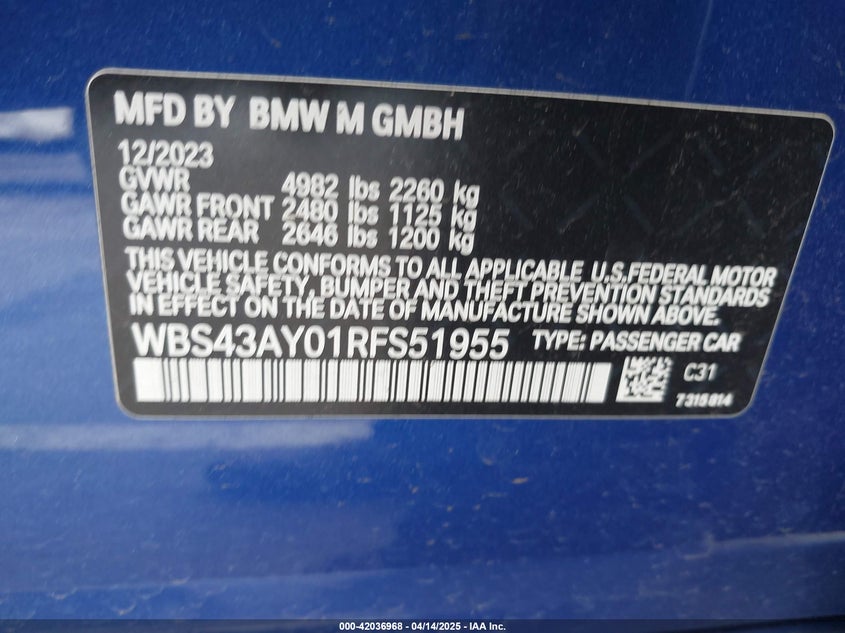 MFD BY BMW M GMBH
12/2023
GVWR 4982 lbs 2260 kg
GAWR FRONT 2480 lbs 1125 kg
GAWR REAR 2646 lbs 1200 kg
THIS VEHICLE CONFORMS TO ALL APPLICABLE U.S.FEDERAL MOTOR
VEHICLE SAFETY, BUMPER AND THEFT PREVENTION STANDARDS
IN EFFECT ON THE DATE OF MANUFACTURE SHOWN ABOVE.
WBS43AY01RFS51955 TYPE: PASSENGER CAR
C31
7315814
000-42036968 - 04/14/2025 - IAA Inc.